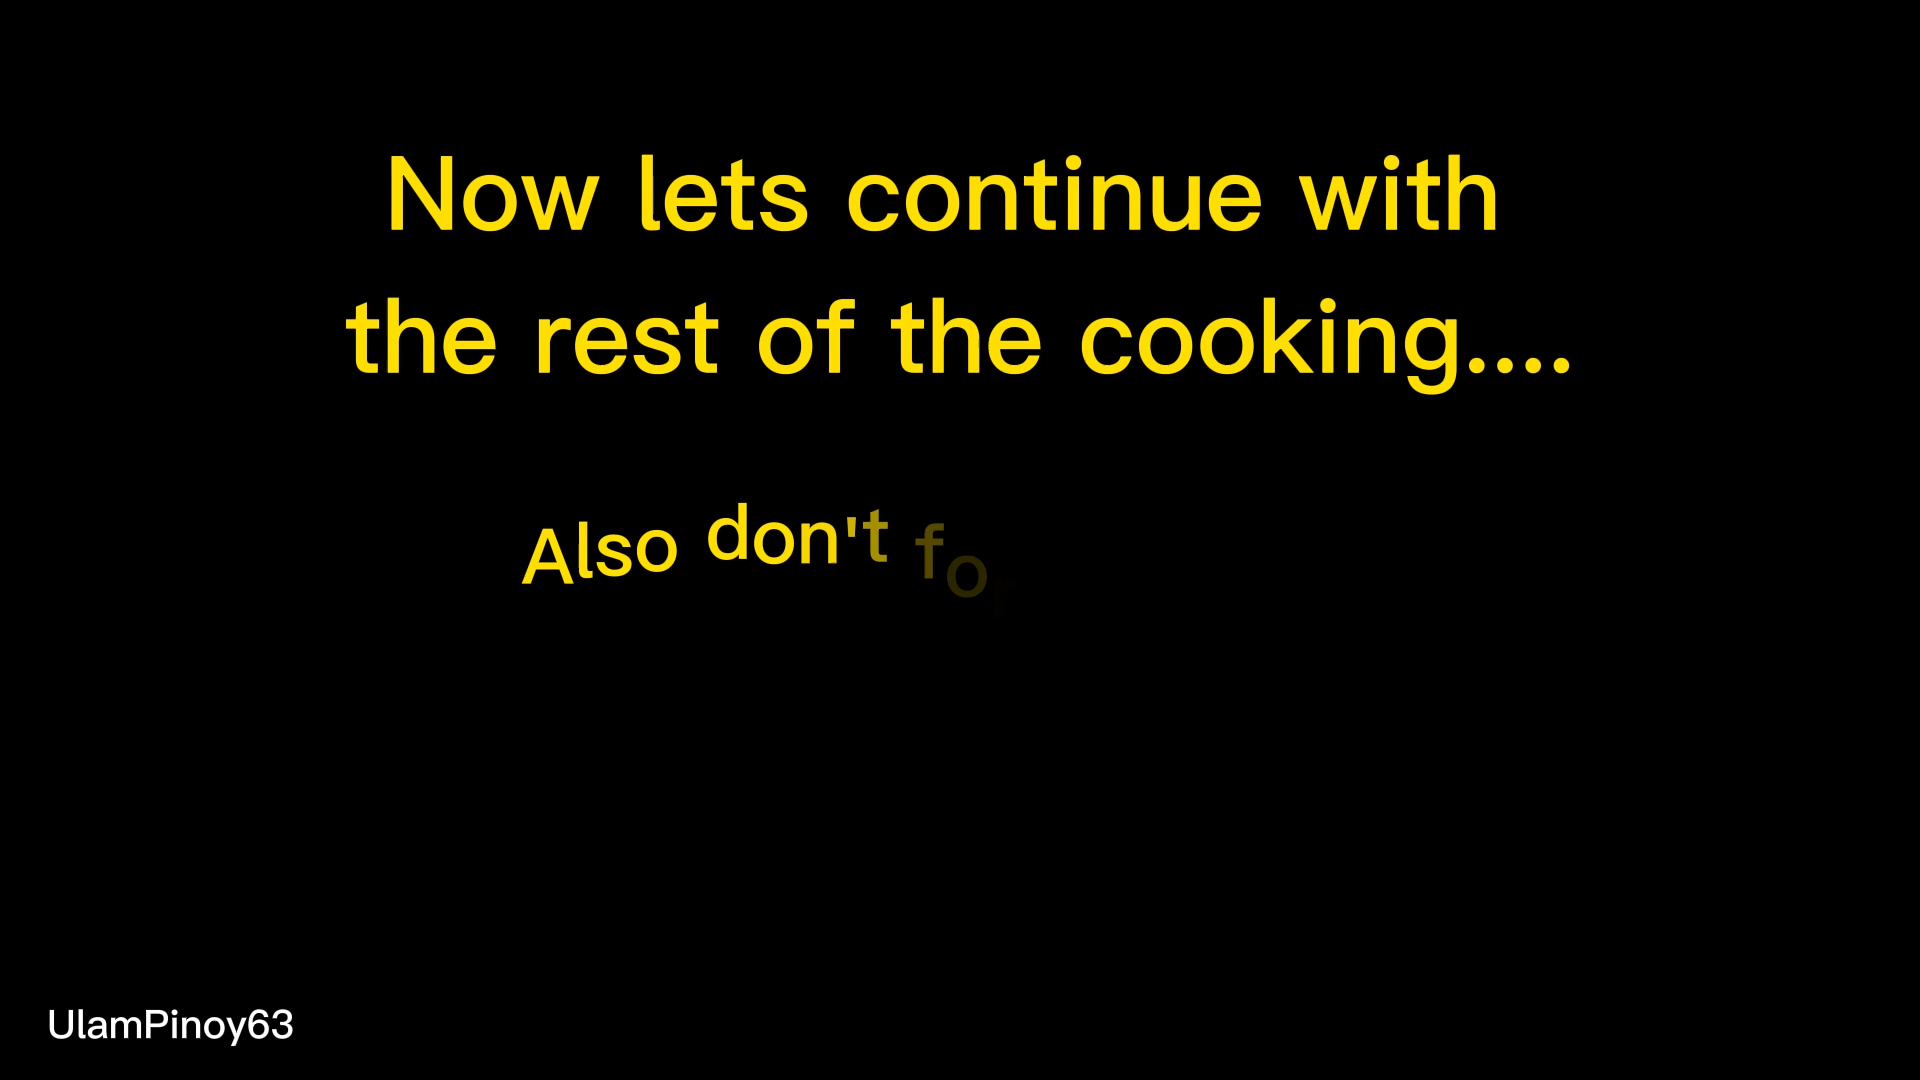 Now lets continue with
the rest of the cooking....
Also don't
UlamPinoy63